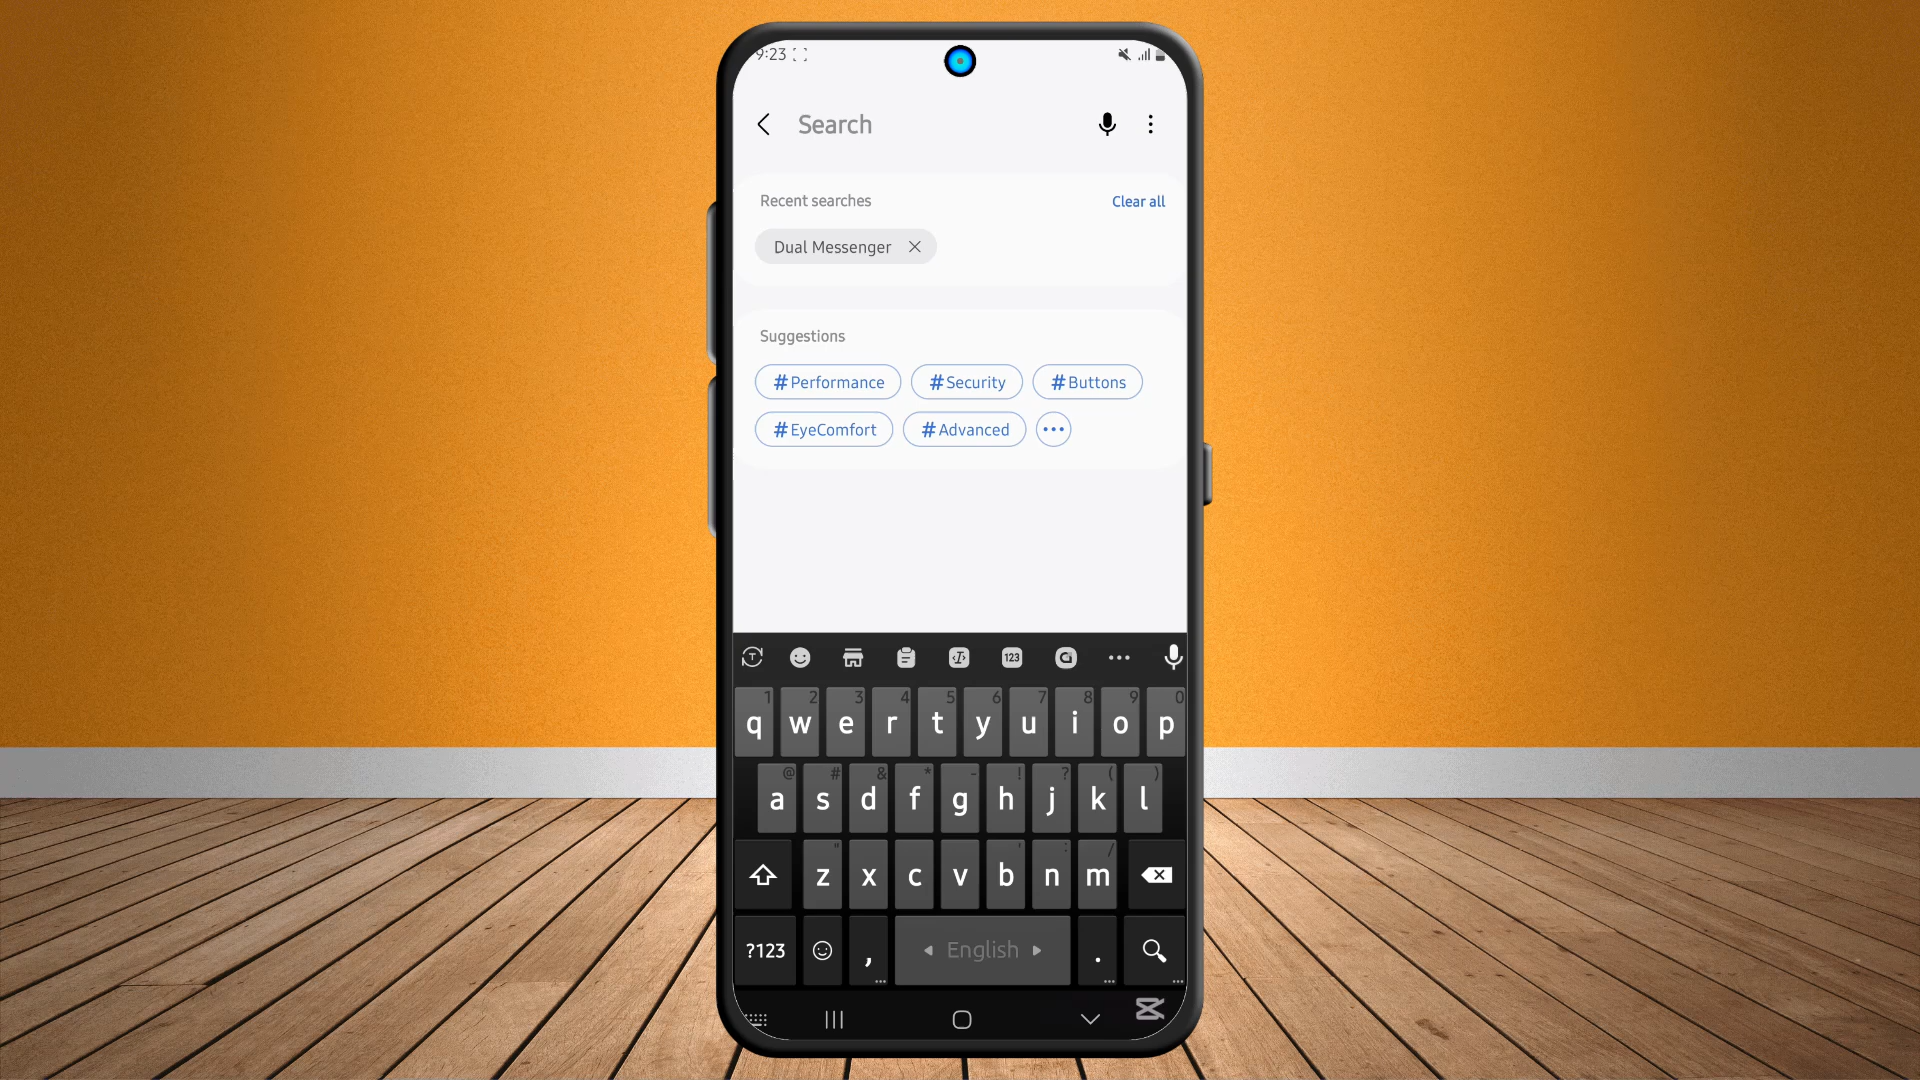 9:23
Search
Recent searches
Clear all
Dual Messenger
Suggestions
#Performance
#Security
#Buttons
#EyeComfort
#Advanced
123
1 2 3 4 5 6 7 8 9 0
q w e r t y u i o p
@ # & * - ! ? ( )
a s d f g h j k l
" ' : /
z x c v b n m
?123 , English .